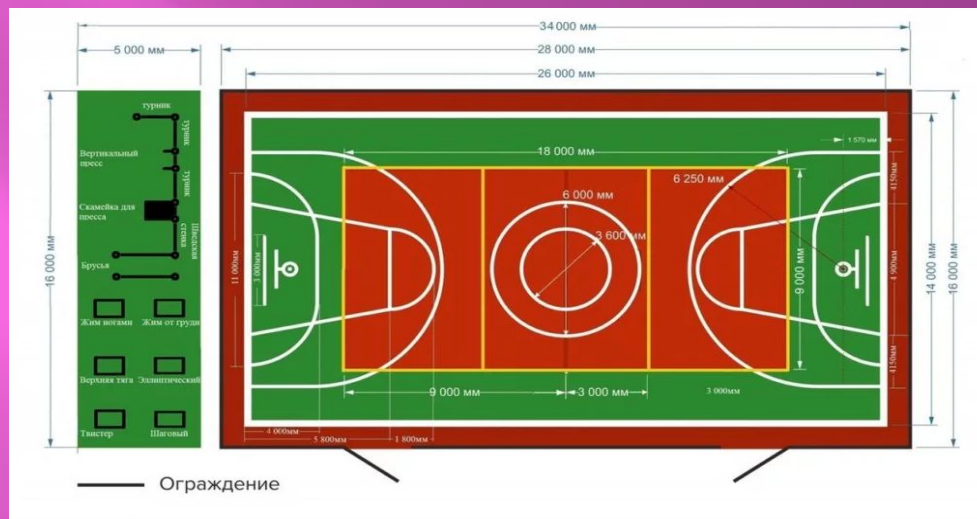 34 000 мм
5 000 мм
28 000 мм
26 000 мм
турник
турник
Вертикальный
пресс
турник
Скамейка для
пресса
Шведская
стенка
Брусья
16 000 мм
Жим ногами
Жим от груди
Верхняя тяга
Эллиптический
Твистер
Шаговый
1 570 мм
18 000 мм
6 250 мм
6 000 мм
3 600 мм
4150мм
11 000мм
3 000мм
9 000 мм
4 900мм
14 000 мм
16 000 мм
4150мм
9 000 мм
3 000 мм
3 000мм
4 000мм
5 800мм
1 800мм
Ограждение